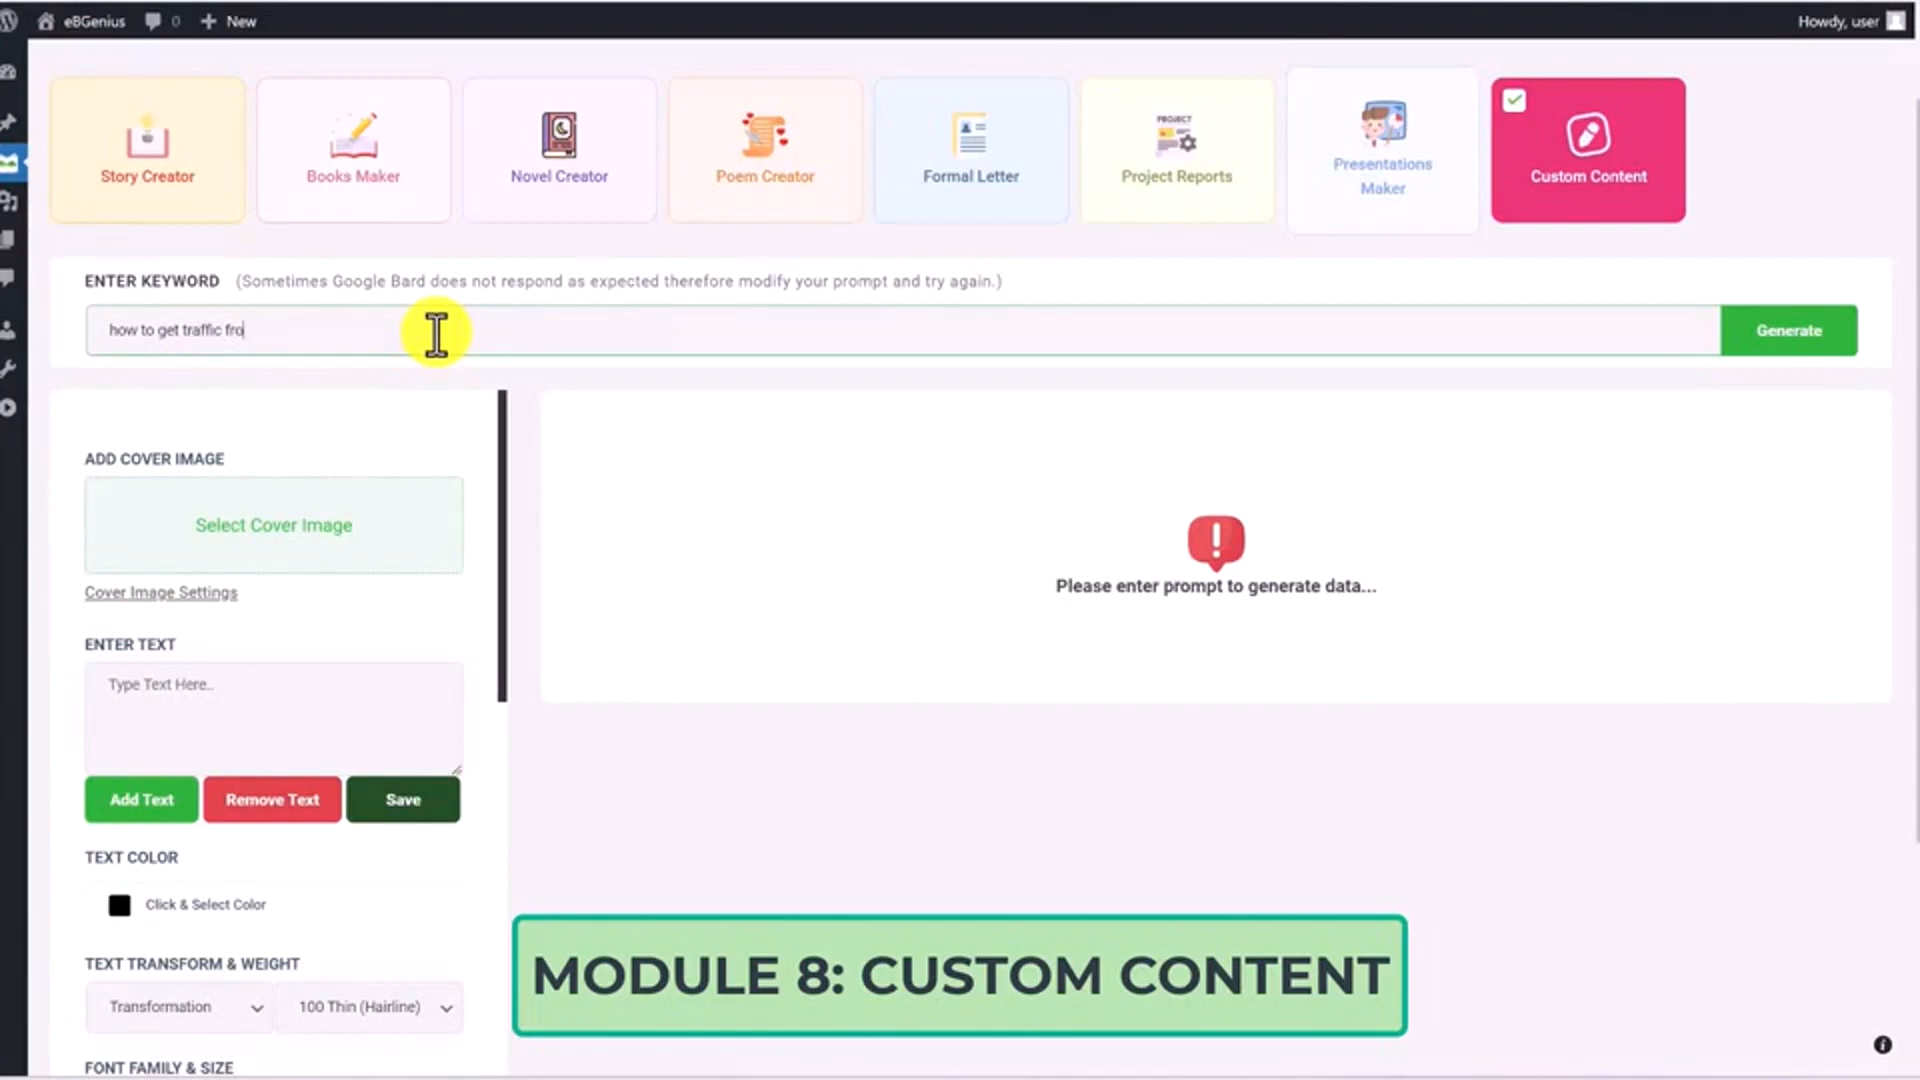 eBGenius 0 New Howdy, user
Story Creator
Books Maker
Novel Creator
Poem Creator
Formal Letter
PROJECT
Project Reports
Presentations
Maker
Custom Content
ENTER KEYWORD (Sometimes Google Bard does not respond as expected therefore modify your prompt and try again.)
how to get traffic fro
Generate
ADD COVER IMAGE
Select Cover Image
Cover Image Settings
Please enter prompt to generate data...
ENTER TEXT
Type Text Here..
Add Text Remove Text Save
TEXT COLOR
Click & Select Color
TEXT TRANSFORM & WEIGHT
Transformation 100 Thin (Hairline)
FONT FAMILY & SIZE
MODULE 8: CUSTOM CONTENT